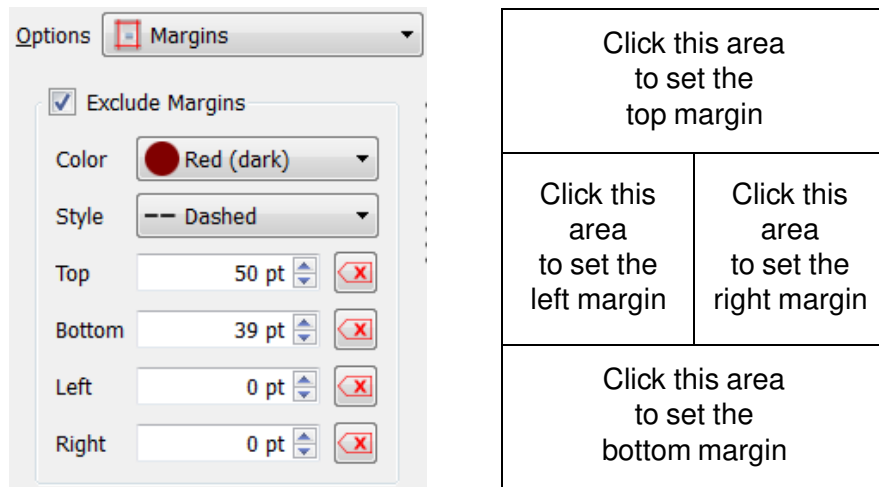 Options Margins
Exclude Margins
Color Red (dark)
Style Dashed
Top 50 pt
Bottom 39 pt
Left 0 pt
Right 0 pt
Click this area
to set the
top margin
Click this
area
to set the
left margin
Click this
area
to set the
right margin
Click this area
to set the
bottom margin